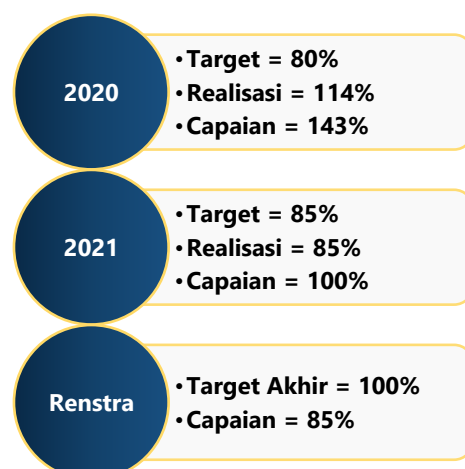 2020
•Target = 80%
•Realisasi = 114%
•Capaian = 143%
2021
•Target = 85%
•Realisasi = 85%
•Capaian = 100%
Renstra
•Target Akhir = 100%
•Capaian = 85%